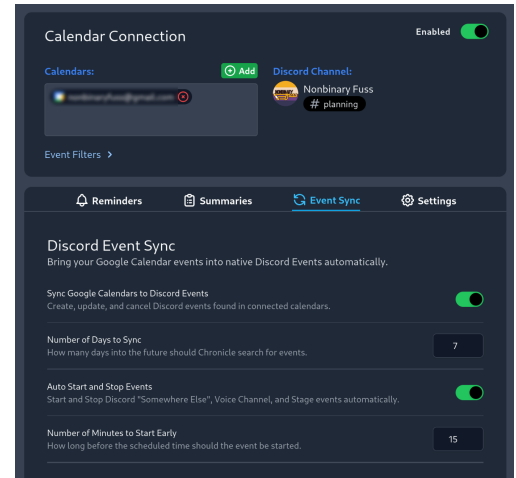 Calendar Connection
Enabled
Calendars:
Add
Discord Channel:
Nonbinary Fuss
# planning
Event Filters >
Reminders
Summaries
Event Sync
Settings
Discord Event Sync
Bring your Google Calendar events into native Discord Events automatically.
Sync Google Calendars to Discord Events
Create, update, and cancel Discord events found in connected calendars.
Number of Days to Sync
How many days into the future should Chronicle search for events.
7
Auto Start and Stop Events
Start and Stop Discord "Somewhere Else", Voice Channel, and Stage events automatically.
Number of Minutes to Start Early
How long before the scheduled time should the event be started.
15